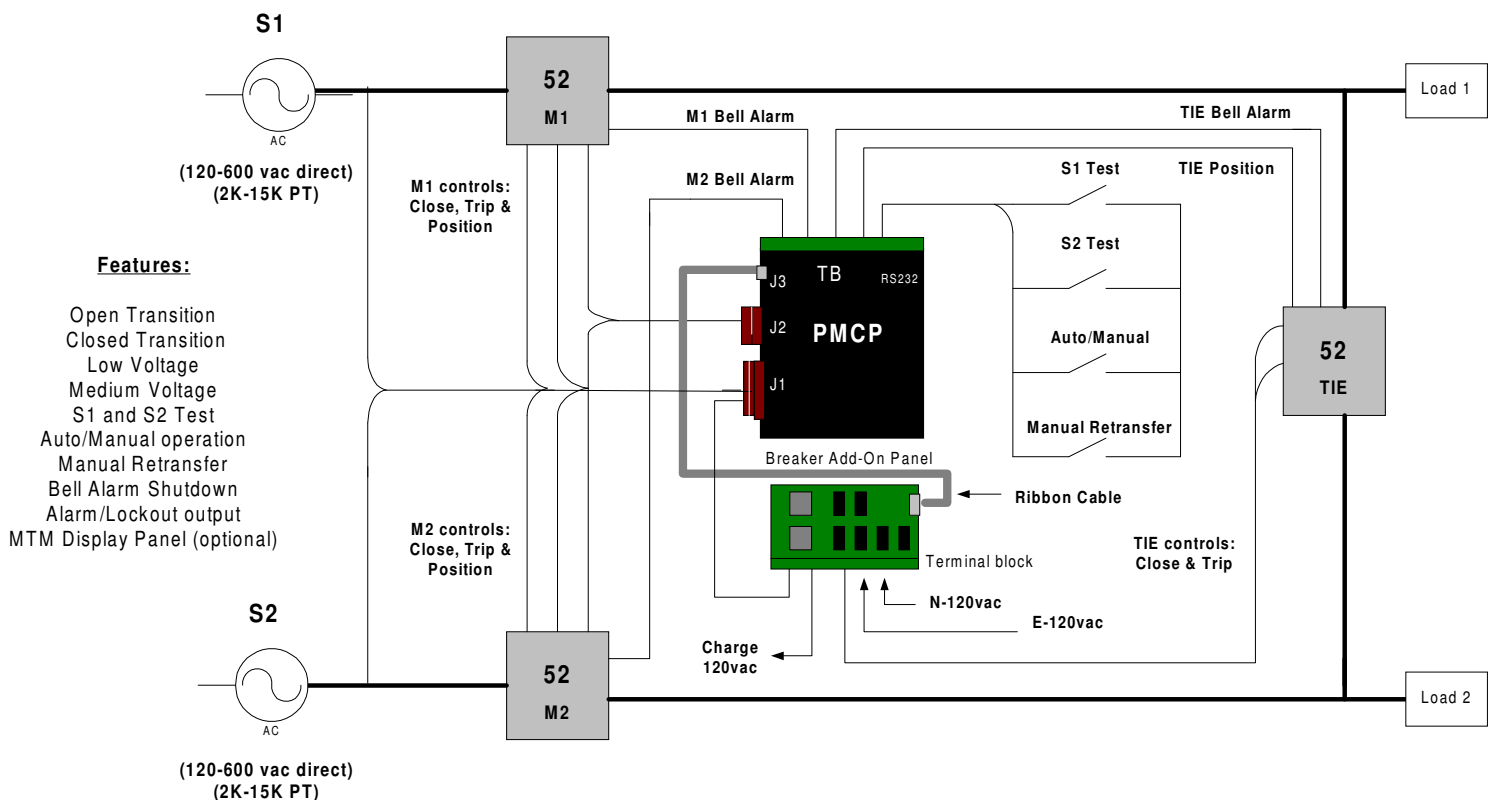 S1
AC
(120-600 vac direct)
(2K-15K PT)
52
M1
M1 controls:
Close, Trip &
Position
M1 Bell Alarm
M2 Bell Alarm
TIE Bell Alarm
TIE Position
Load 1
S1 Test
S2 Test
Auto/Manual
Manual Retransfer
Features:
Open Transition
Closed Transition
Low Voltage
Medium Voltage
S1 and S2 Test
Auto/Manual operation
Manual Retransfer
Bell Alarm Shutdown
Alarm/Lockout output
MTM Display Panel (optional)
J3
TB
RS232
J2
PMCP
J1
52
TIE
Breaker Add-On Panel
Ribbon Cable
Terminal block
N-120vac
E-120vac
Charge
120vac
TIE controls:
Close & Trip
M2 controls:
Close, Trip &
Position
S2
AC
(120-600 vac direct)
(2K-15K PT)
52
M2
Load 2